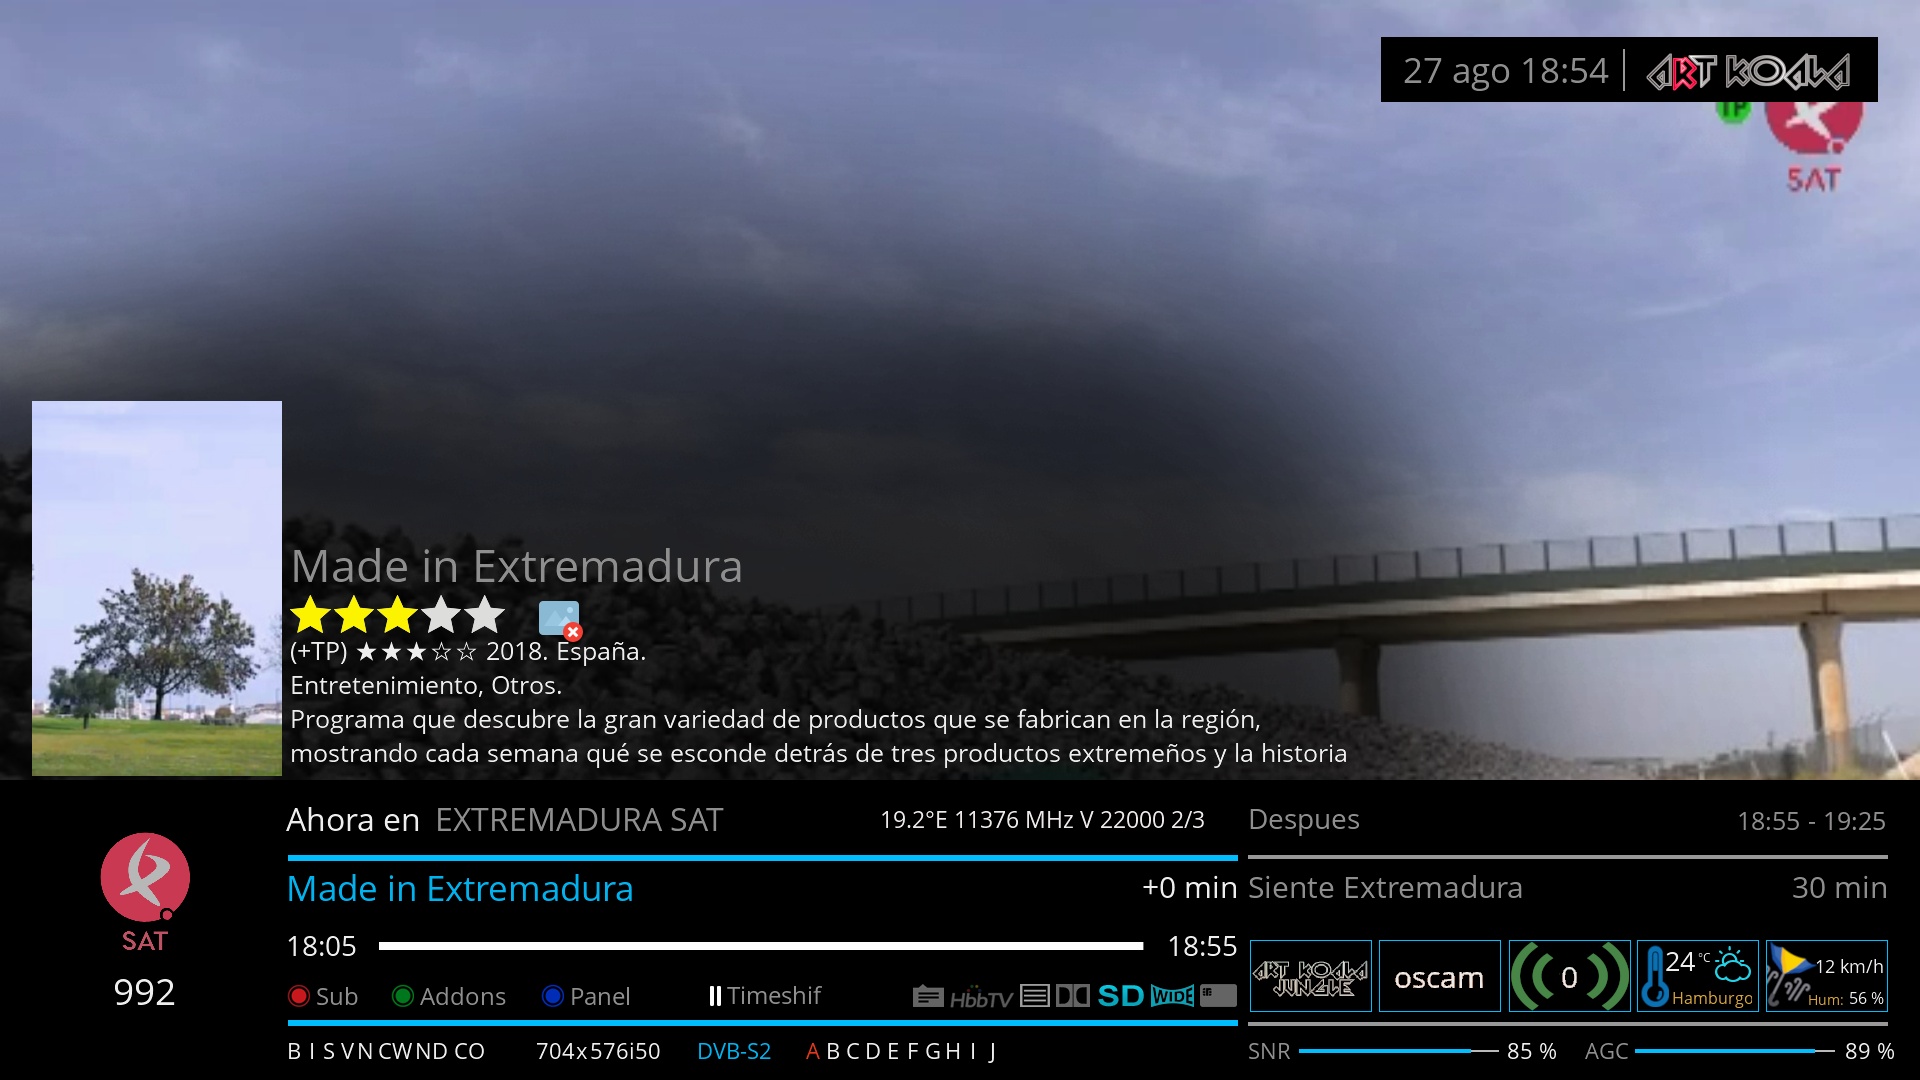 27 ago 18:54
ART KOALA
TP
SAT
Made in Extremadura
(+TP) ★★★☆☆ 2018. España.
Entretenimiento, Otros.
Programa que descubre la gran variedad de productos que se fabrican en la región,
mostrando cada semana qué se esconde detrás de tres productos extremeños y la historia
Ahora en EXTREMADURA SAT 19.2°E 11376 MHz V 22000 2/3
Made in Extremadura +0 min
18:05 18:55
Sub Addons Panel Timeshif HbbTV SD WIDE
B I S V N CW ND CO 704x576i50 DVB-S2 A B C D E F G H I J
SAT
992
Despues 18:55 - 19:25
Siente Extremadura 30 min
ART KOALA JUNGLE
oscam
0
24 °C
Hamburgo
12 km/h
Hum: 56 %
SNR 85 % AGC 89 %